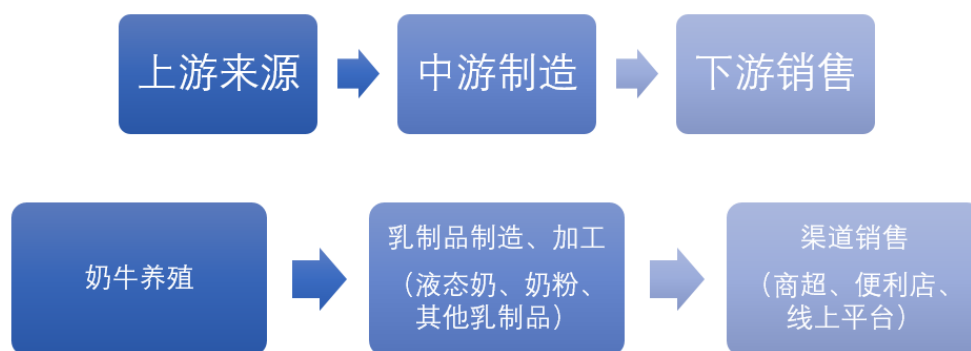 上游来源
中游制造
下游销售
奶牛养殖
乳制品制造、加工
（液态奶、奶粉、
其他乳制品）
渠道销售
（商超、便利店、
线上平台）